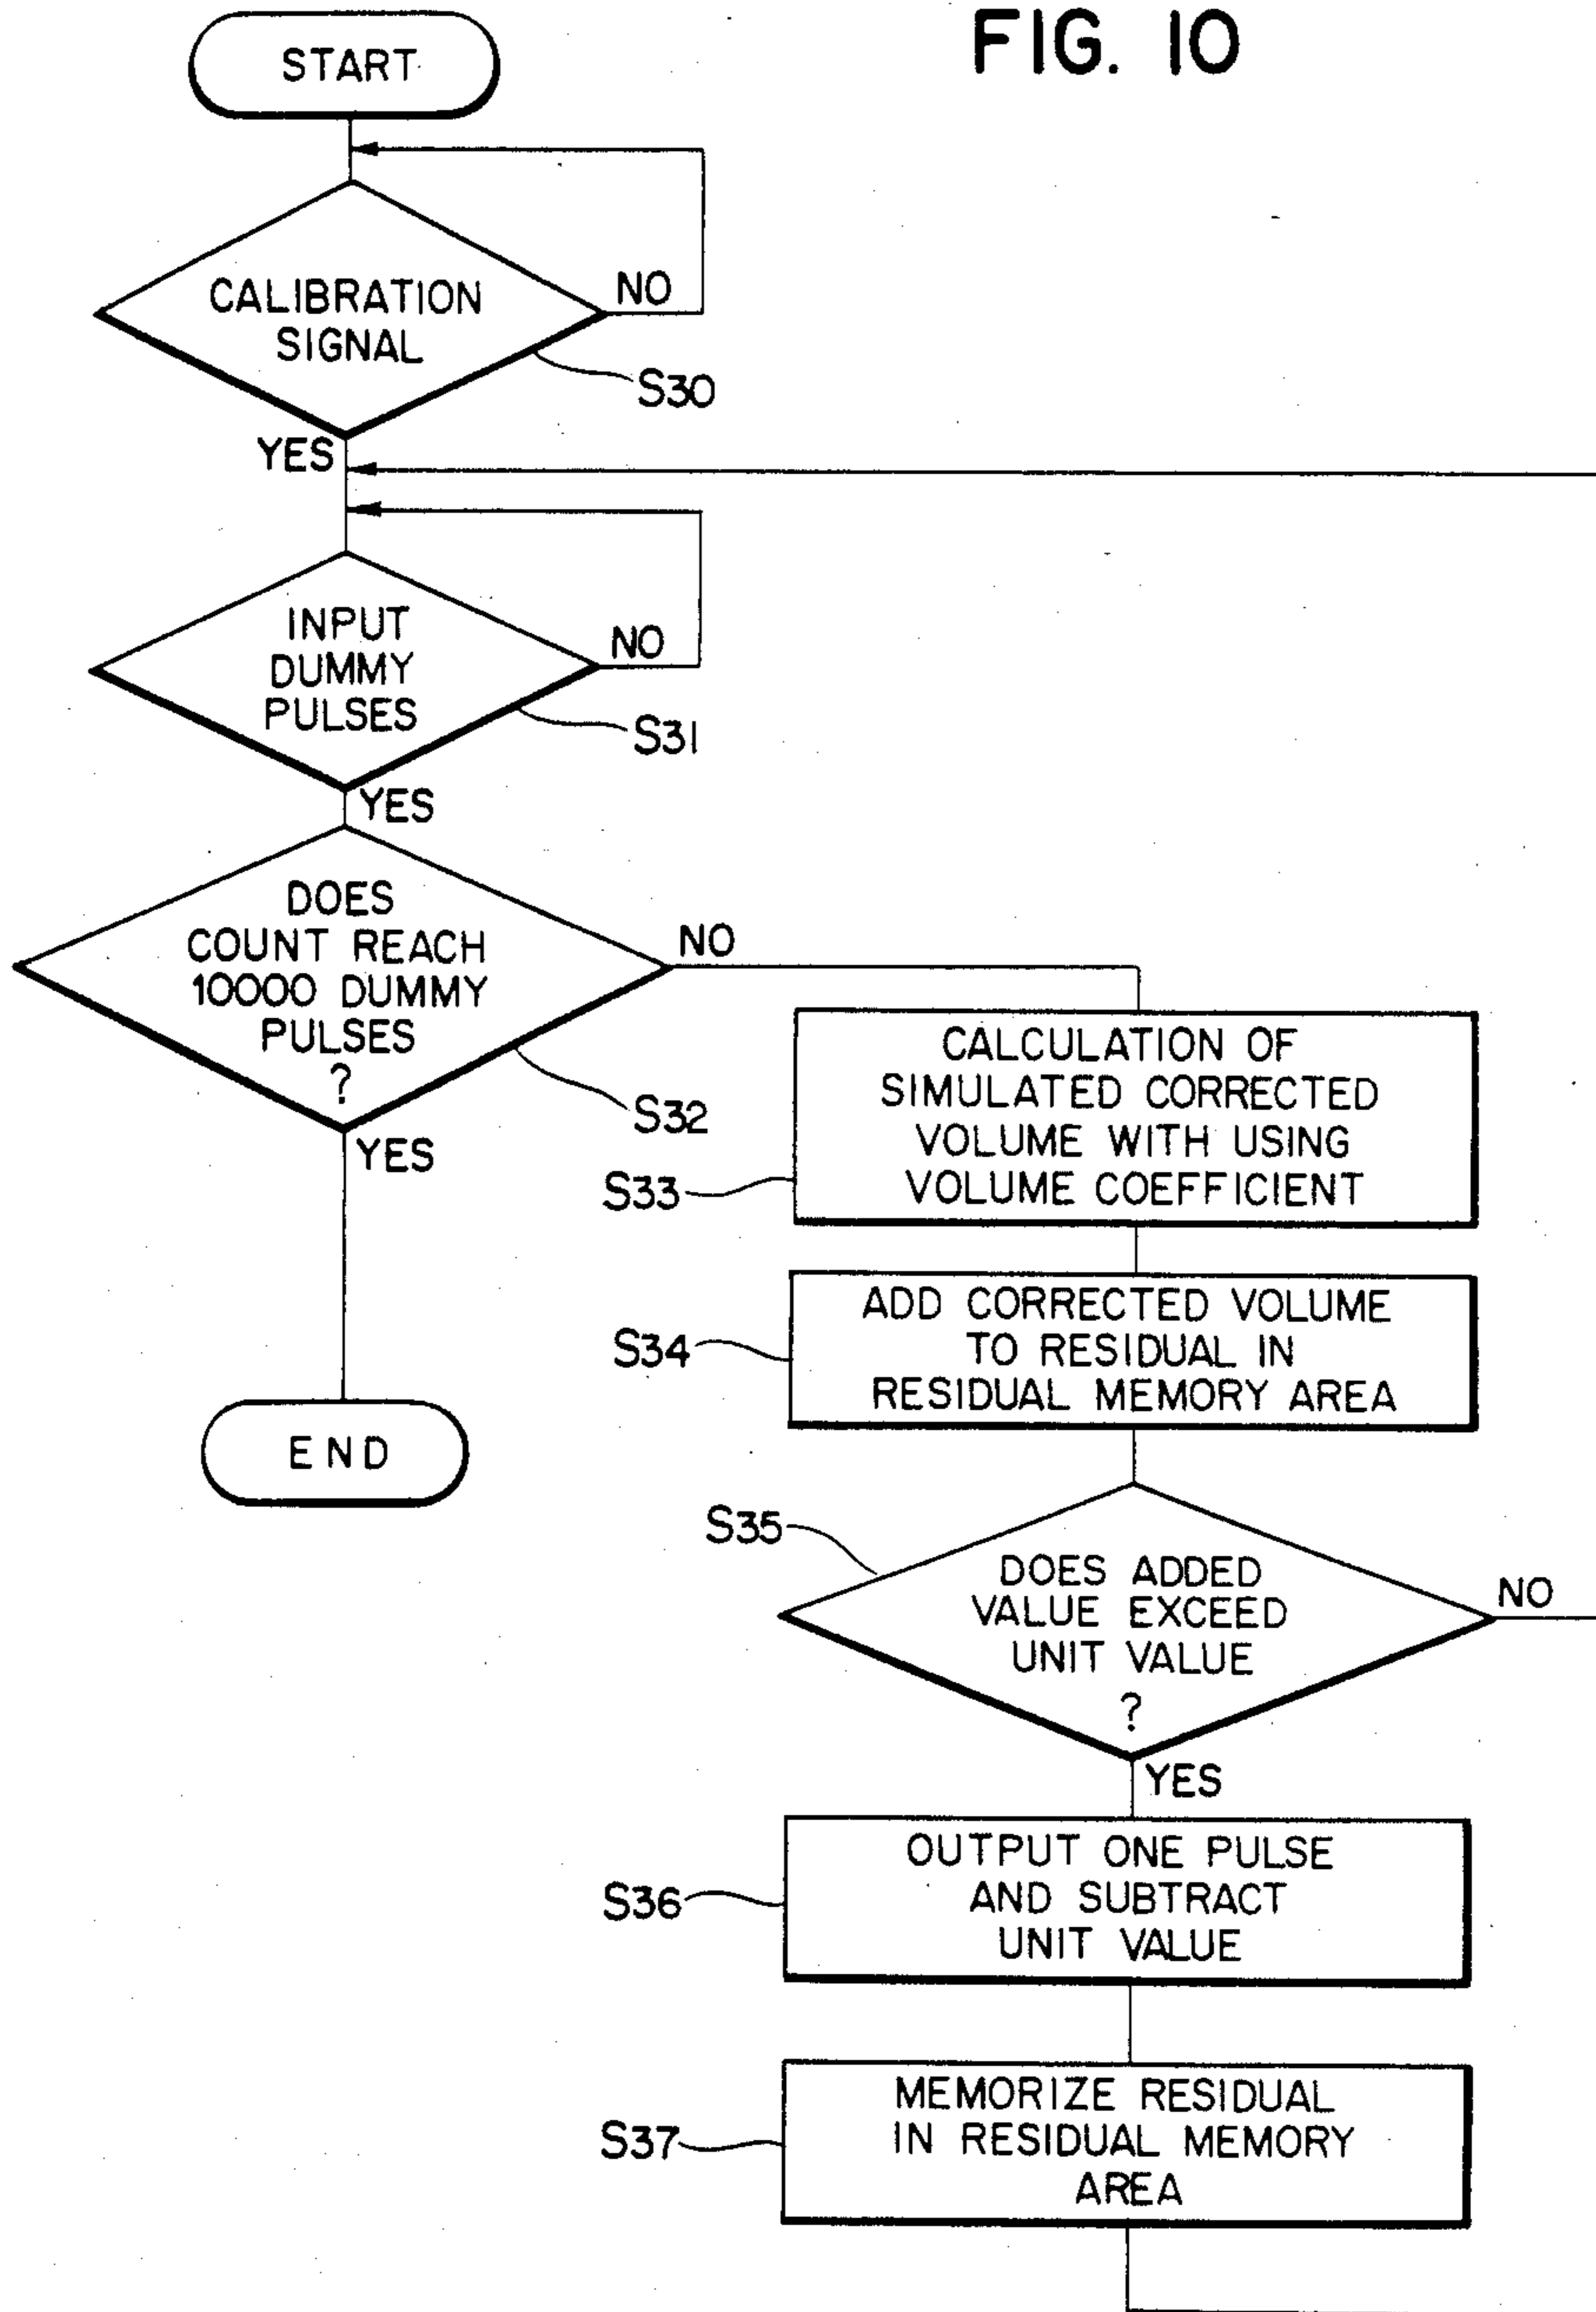 FIG. 10
START
CALIBRATION
SIGNAL
NO
S30
YES
INPUT
DUMMY
PULSES
NO
S31
YES
DOES
COUNT REACH
10000 DUMMY
PULSES
?
NO
S32
YES
END
CALCULATION OF
SIMULATED CORRECTED
VOLUME WITH USING
VOLUME COEFFICIENT
S33
ADD CORRECTED VOLUME
TO RESIDUAL IN
RESIDUAL MEMORY AREA
S34
S35
DOES ADDED
VALUE EXCEED
UNIT VALUE
?
NO
YES
OUTPUT ONE PULSE
AND SUBTRACT
UNIT VALUE
S36
MEMORIZE RESIDUAL
IN RESIDUAL MEMORY
AREA
S37